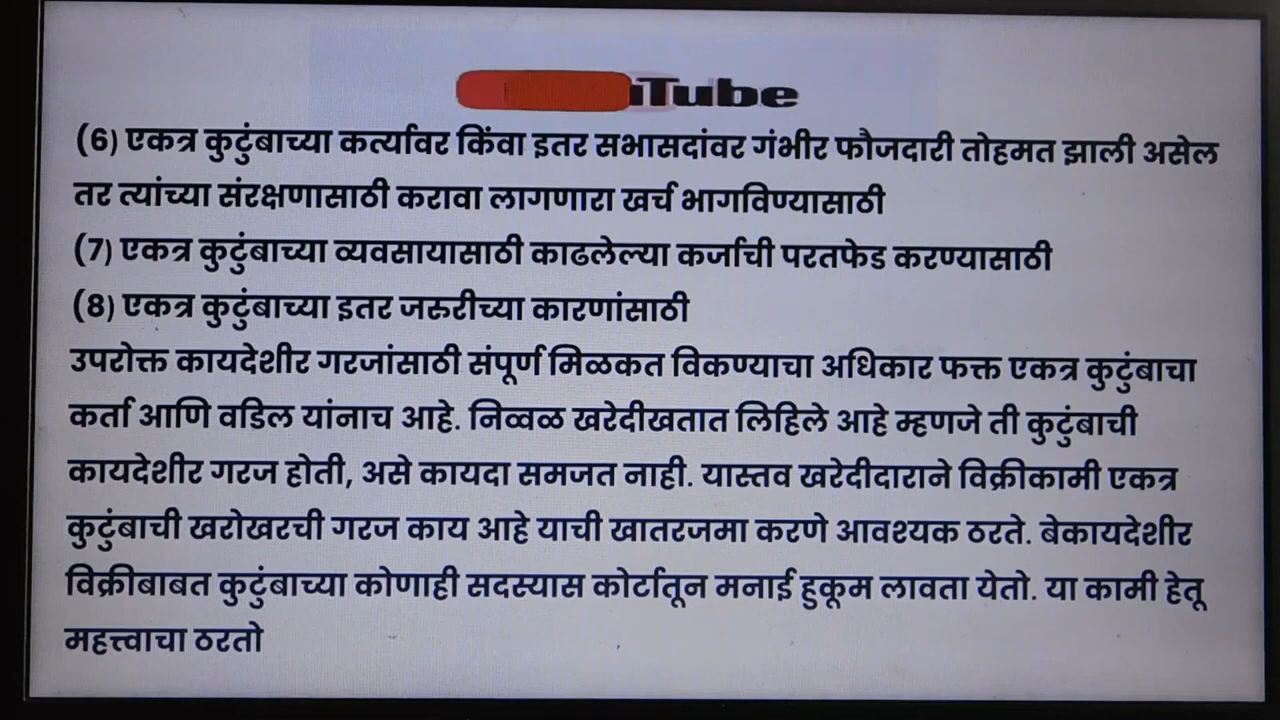 iTube
(6) एकत्र कुटुंबाच्या कर्त्यावर किंवा इतर सभासदांवर गंभीर फौजदारी तोहमत झाली असेल
तर त्यांच्या संरक्षणासाठी करावा लागणारा खर्च भागविण्यासाठी
(7) एकत्र कुटुंबाच्या व्यवसायासाठी काढलेल्या कर्जाची परतफेड करण्यासाठी
(8) एकत्र कुटुंबाच्या इतर जरुरीच्या कारणांसाठी
उपरोक्त कायदेशीर गरजांसाठी संपूर्ण मिळकत विकण्याचा अधिकार फक्त एकत्र कुटुंबाचा
कर्ता आणि वडिल यांनाच आहे. निव्वळ खरेदीखतात लिहिले आहे म्हणजे ती कुटुंबाची
कायदेशीर गरज होती, असे कायदा समजत नाही. यास्तव खरेदीदाराने विक्रीकामी एकत्र
कुटुंबाची खरोखरची गरज काय आहे याची खातरजमा करणे आवश्यक ठरते. बेकायदेशीर
विक्रीबाबत कुटुंबाच्या कोणाही सदस्यास कोर्टातून मनाई हुकूम लावता येतो. या कामी हेतू
महत्त्वाचा ठरतो